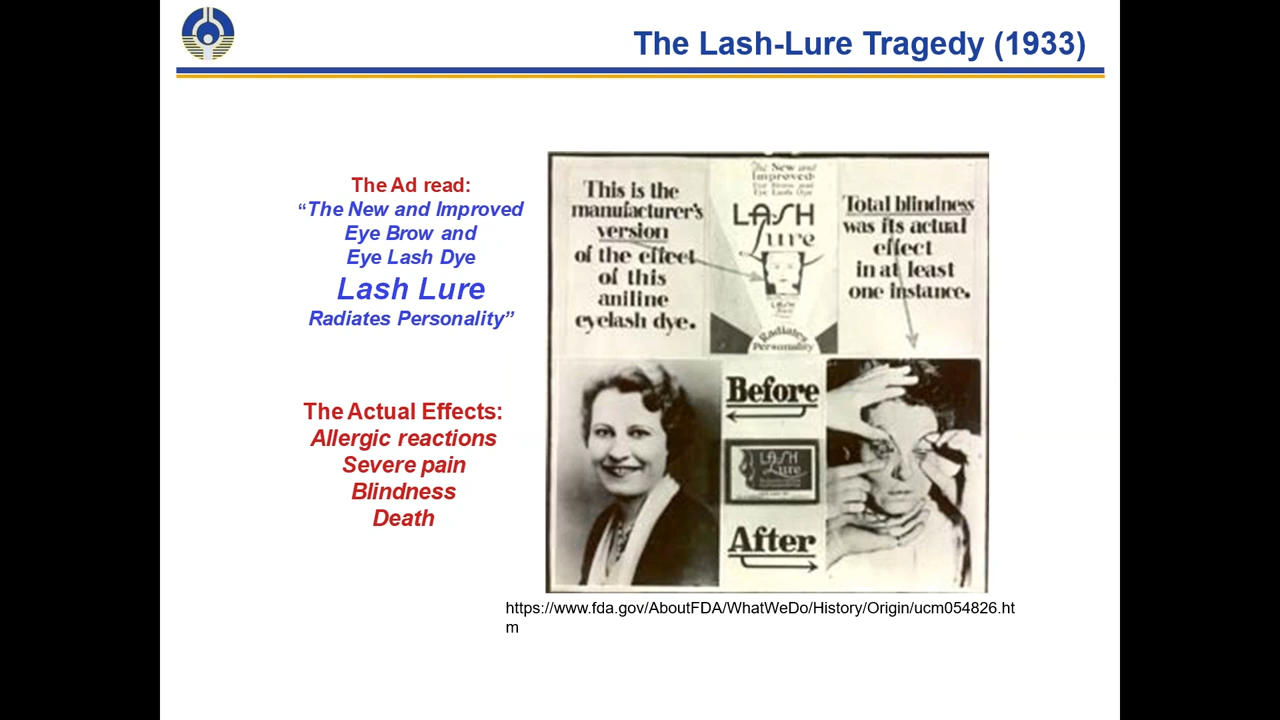 The Lash-Lure Tragedy (1933)
The Ad read:
“The New and Improved
Eye Brow and
Eye Lash Dye
Lash Lure
Radiates Personality”
The Actual Effects:
Allergic reactions
Severe pain
Blindness
Death
This is the
manufacturer's
version
of the effect
of this
aniline
eyelash dye.
The New and
Improved
Eye Brow and
Eye Lash Dye
LASH
Lure
LASH
Radiates
Personality
Total blindness
was its actual
effect
in at least
one instance.
Before
LASH
Lure
After
https://www.fda.gov/AboutFDA/WhatWeDo/History/Origin/ucm054826.ht
m